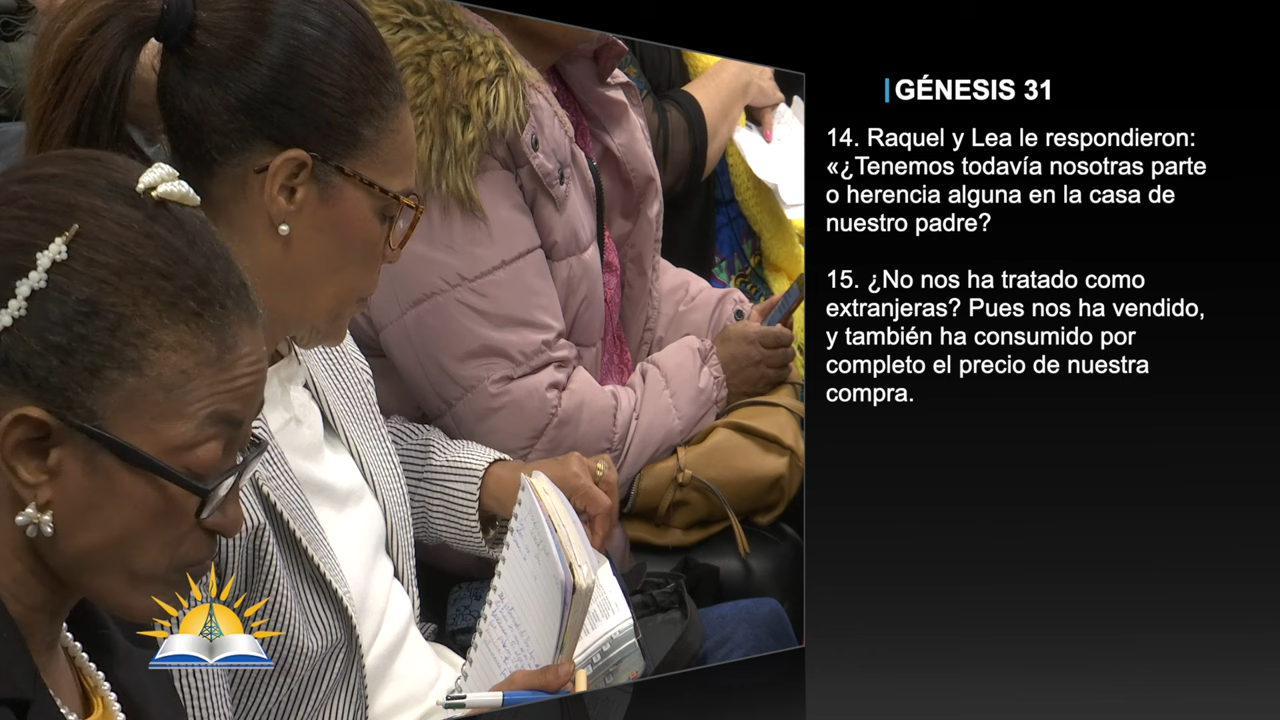 GÉNESIS 31
14. Raquel y Lea le respondieron:
«¿Tenemos todavía nosotras parte
o herencia alguna en la casa de
nuestro padre?
15. ¿No nos ha tratado como
extranjeras? Pues nos ha vendido,
y también ha consumido por
completo el precio de nuestra
compra.